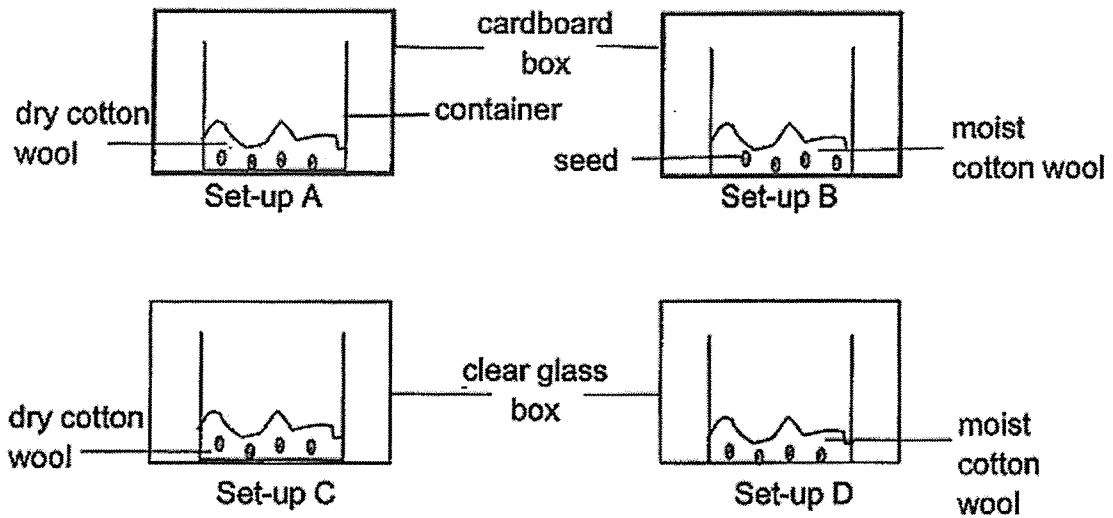 cardboard
box
dry cotton
wool
container
seed
moist
cotton wool
Set-up A
Set-up B
clear glass
box
dry cotton
wool
moist
cotton
wool
Set-up C
Set-up D